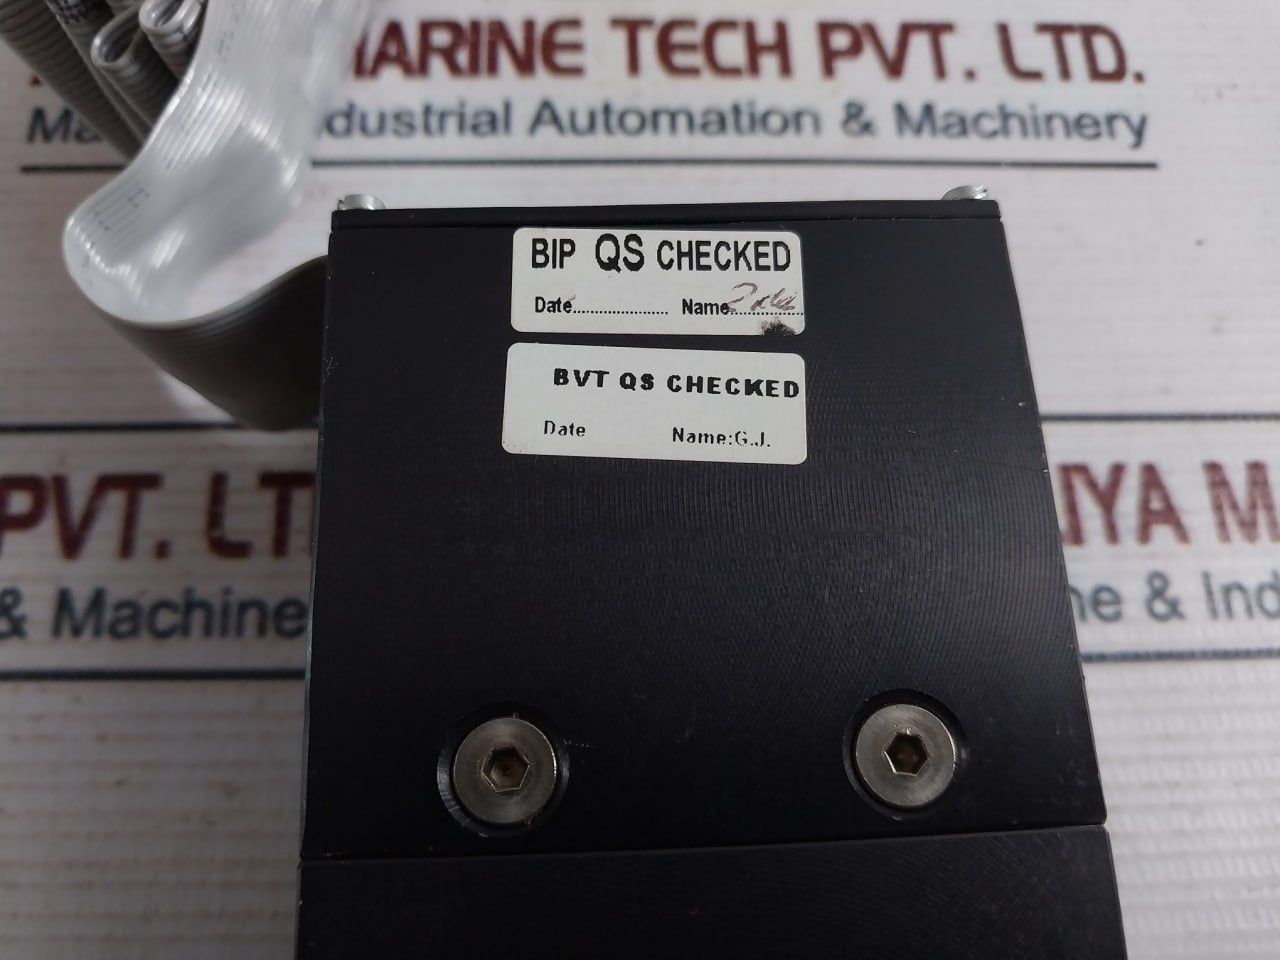 ARINE TECH PVT. LTD.
Ma dustrial Automation & Machinery
BIP QS CHECKED
Date...................... Name
BVT QS CHECKED
Date Name:G.J.
PVT. LT IYA M
& Machine ne & Ind